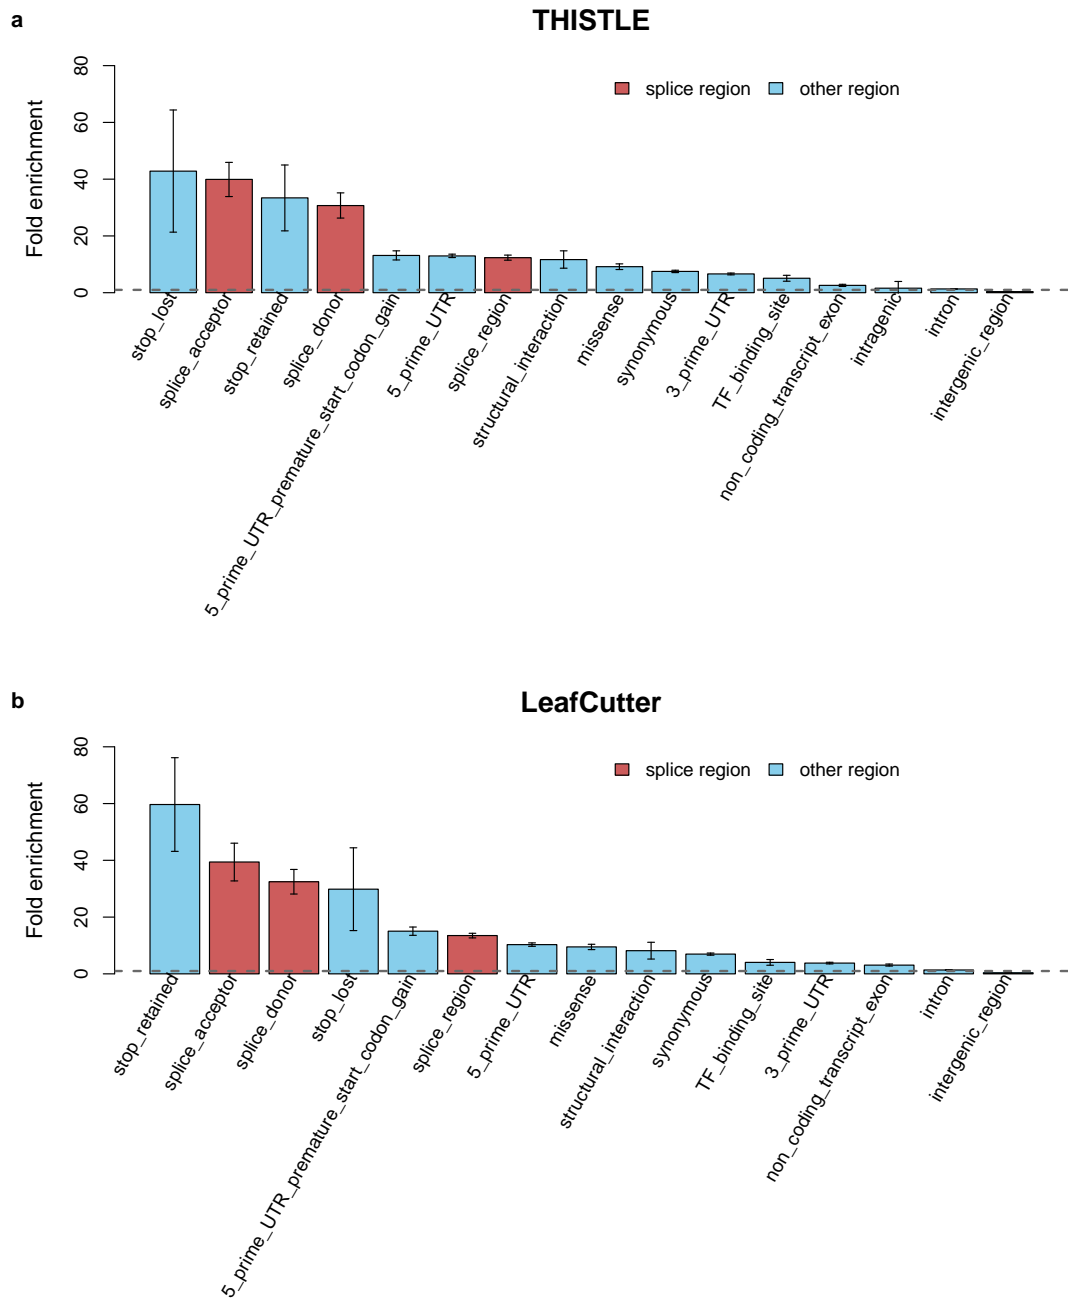 a
THISTLE
splice region
other region
Fold enrichment
80
60
40
20
0
stop_lost
splice_acceptor
stop_retained
splice_donor
5_prime_UTR_premature_start_codon_gain
5_prime_UTR
splice_region
structural_interaction
missense
synonymous
3_prime_UTR
TF_binding_site
non_coding_transcript_exon
intragenic
intron
intergenic_region
b
LeafCutter
splice region
other region
Fold enrichment
80
60
40
20
0
stop_retained
splice_acceptor
splice_donor
stop_lost
5_prime_UTR_premature_start_codon_gain
splice_region
5_prime_UTR
missense
structural_interaction
synonymous
TF_binding_site
3_prime_UTR
non_coding_transcript_exon
intron
intergenic_region